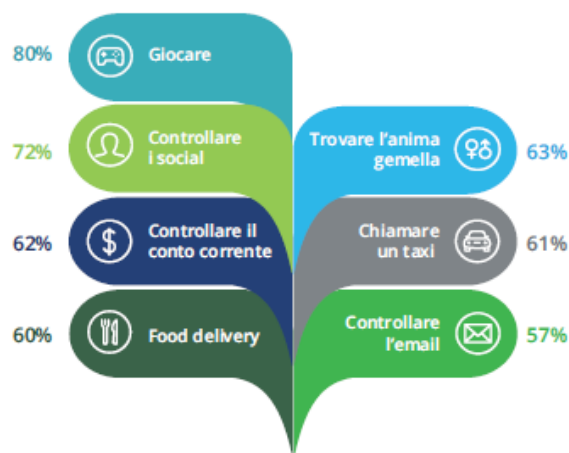 80%
Giocare
72%
Controllare
i social
Trovare l'anima
gemella
63%
62%
Controllare il
conto corrente
Chiamare
un taxi
61%
60%
Food delivery
Controllare
l'email
57%